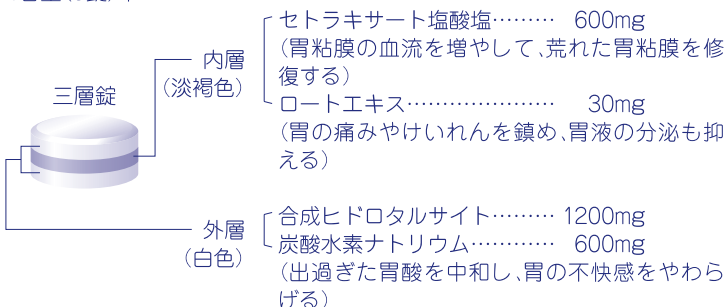 セトラキサート塩酸塩……… 600mg
内層
(淡褐色)
(胃粘膜の血流を増やして、荒れた胃粘膜を修
復する)
三層錠
ロートエキス………………… 30mg
(胃の痛みやけいれんを鎮め、胃液の分泌も抑
える)
外層
(白色)
合成ヒドロタルサイト……… 1200mg
炭酸水素ナトリウム………… 600mg
(出過ぎた胃酸を中和し、胃の不快感をやわら
げる)